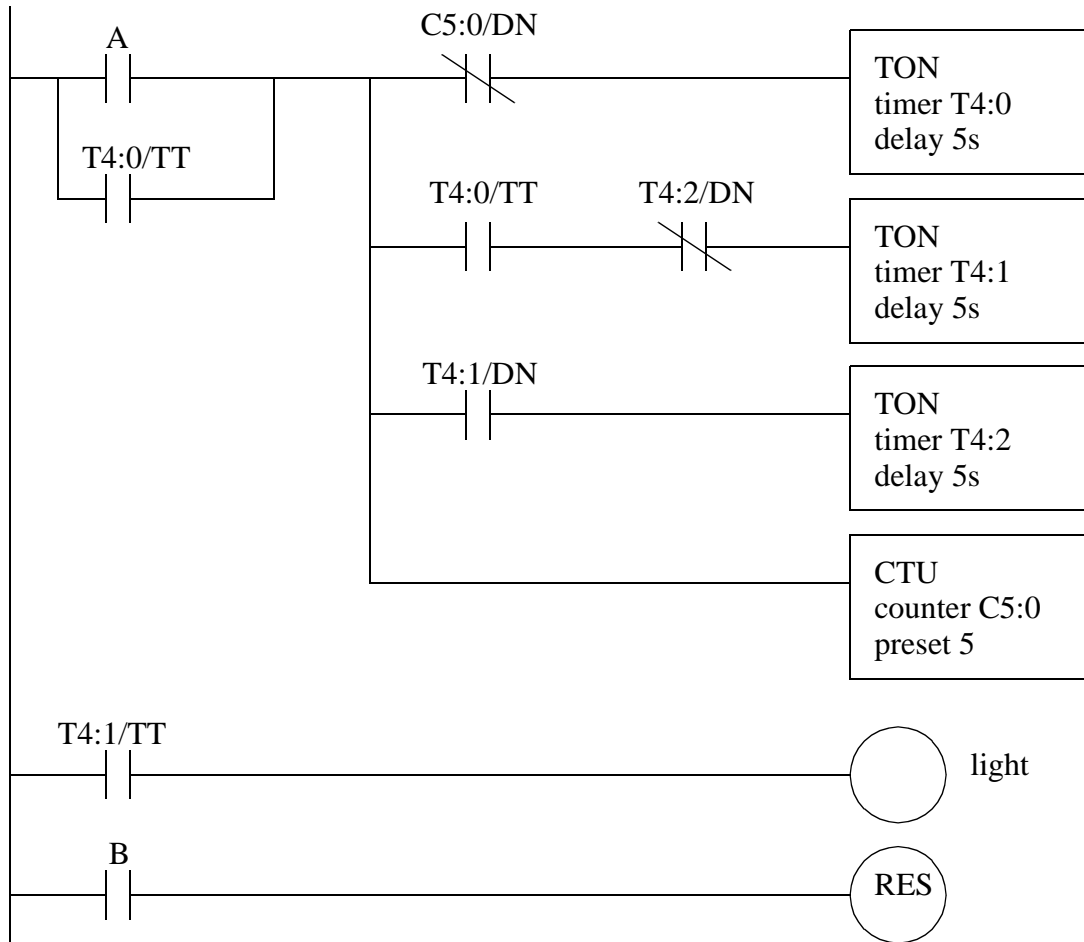 A
C5:0/DN
TON
timer T4:0
delay 5s
T4:0/TT
T4:0/TT
T4:2/DN
TON
timer T4:1
delay 5s
T4:1/DN
TON
timer T4:2
delay 5s
CTU
counter C5:0
preset 5
T4:1/TT
light
B
RES